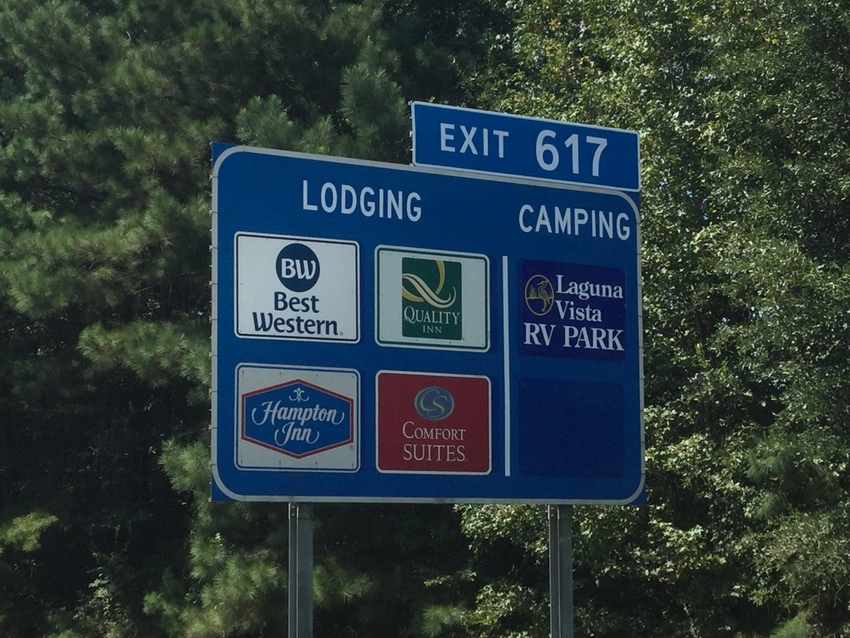 EXIT 617
LODGING
CAMPING
BW
Best
Western
QUALITY
INN
Laguna
Vista
RV PARK
Hampton
Inn
CS
COMFORT
SUITES